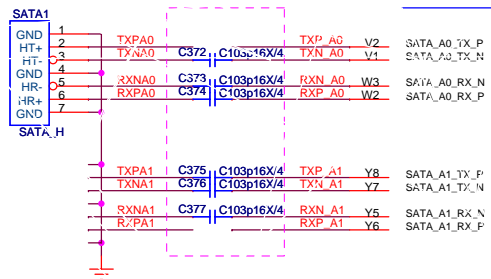 SATA1
GND 1
HT+ 2 TXPA0 TXP_A0 V2 SATA_A0_TX_P
HT- 3 TXNA0 C372 C103p16X/4 TXN_A0 V1 SATA_A0_TX_N
GND 4
HR- 5 RXNA0 C373 C103p16X/4 RXN_A0 W3 SATA_A0_RX_N
HR+ 6 RXPA0 C374 C103p16X/4 RXP_A0 W2 SATA_A0_RX_P
GND 7
SATA_H
TXPA1 C375 C103p16X/4 TXP_A1 Y8 SATA_A1_TX_P
TXNA1 C376 C103p16X/4 TXN_A1 Y7 SATA_A1_TX_N
RXNA1 C377 C103p16X/4 RXN_A1 Y5 SATA_A1_RX_N
RXPA1 RXP_A1 Y6 SATA_A1_RX_P